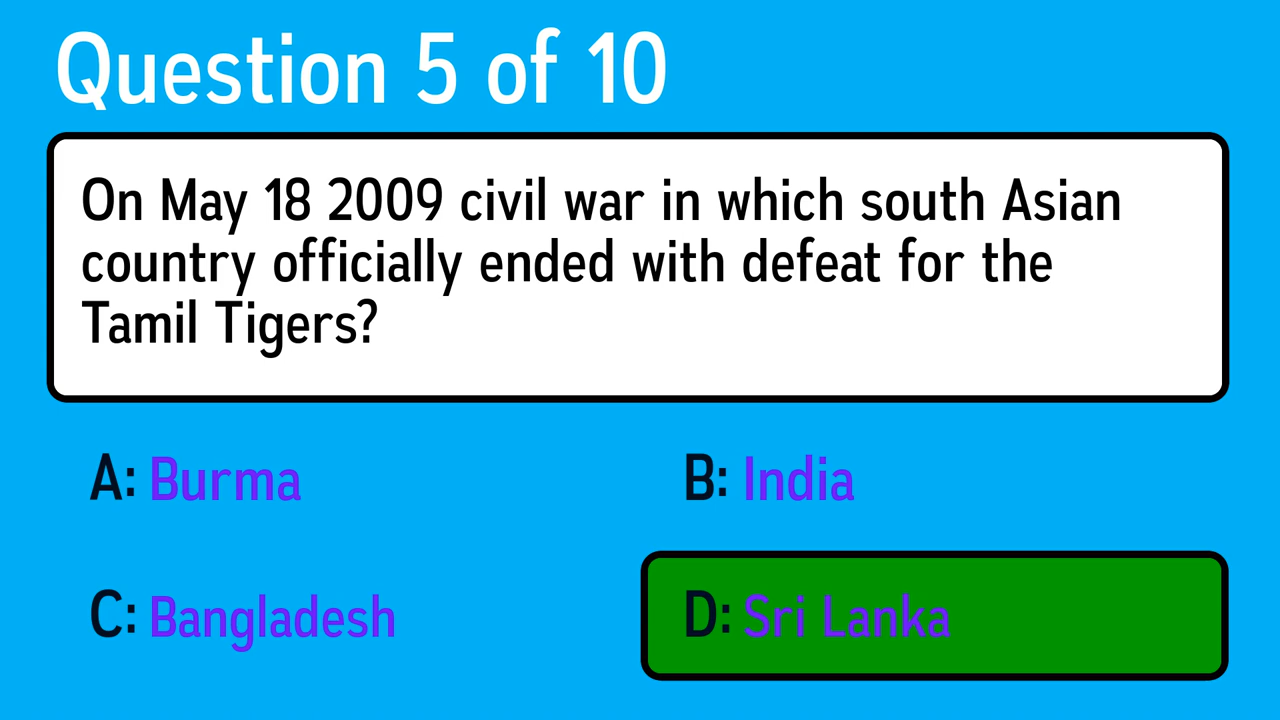 Question 5 of 10
On May 18 2009 civil war in which south Asian
country officially ended with defeat for the
Tamil Tigers?
A: Burma
B: India
C: Bangladesh
D: Sri Lanka